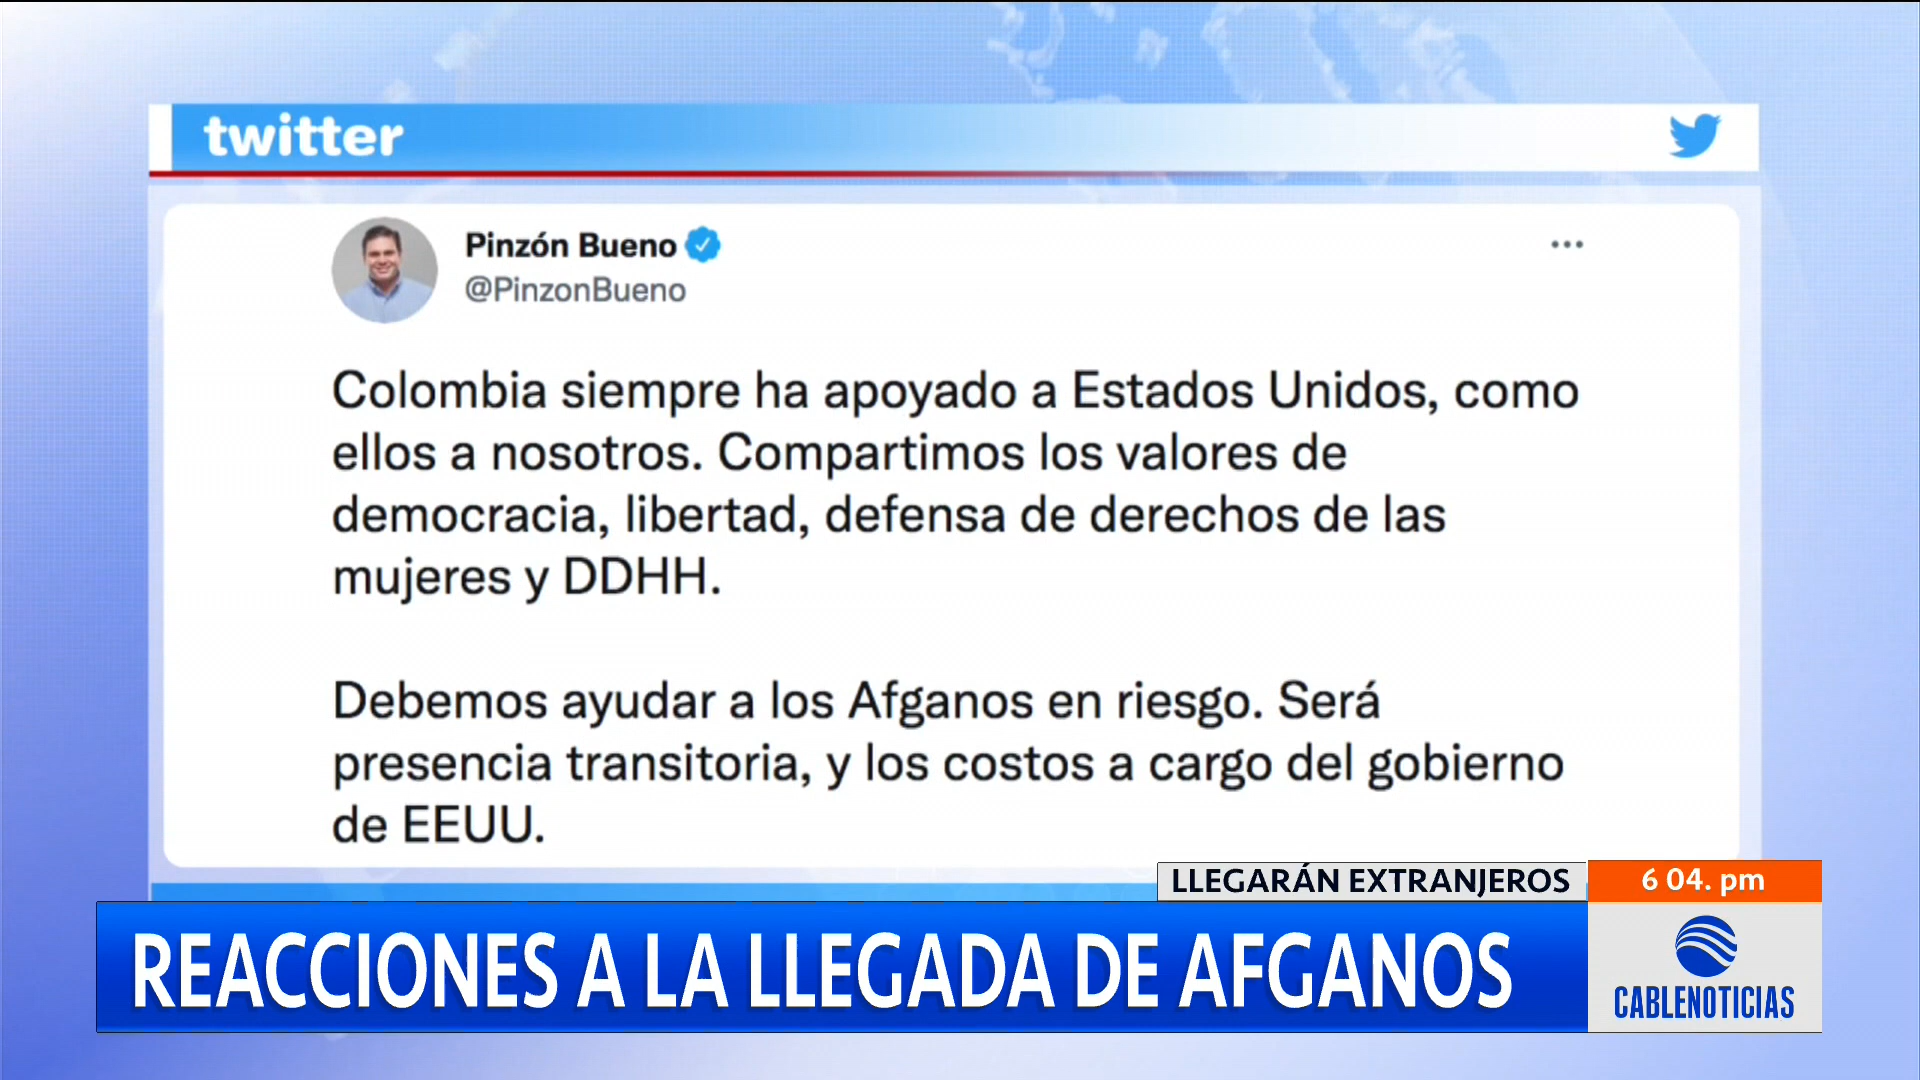 twitter
Pinzón Bueno
@PinzonBueno
Colombia siempre ha apoyado a Estados Unidos, como
ellos a nosotros. Compartimos los valores de
democracia, libertad, defensa de derechos de las
mujeres y DDHH.
Debemos ayudar a los Afganos en riesgo. Será
presencia transitoria, y los costos a cargo del gobierno
de EEUU.
LLEGARÁN EXTRANJEROS
6 04. pm
REACCIONES A LA LLEGADA DE AFGANOS
CABLENOTICIAS